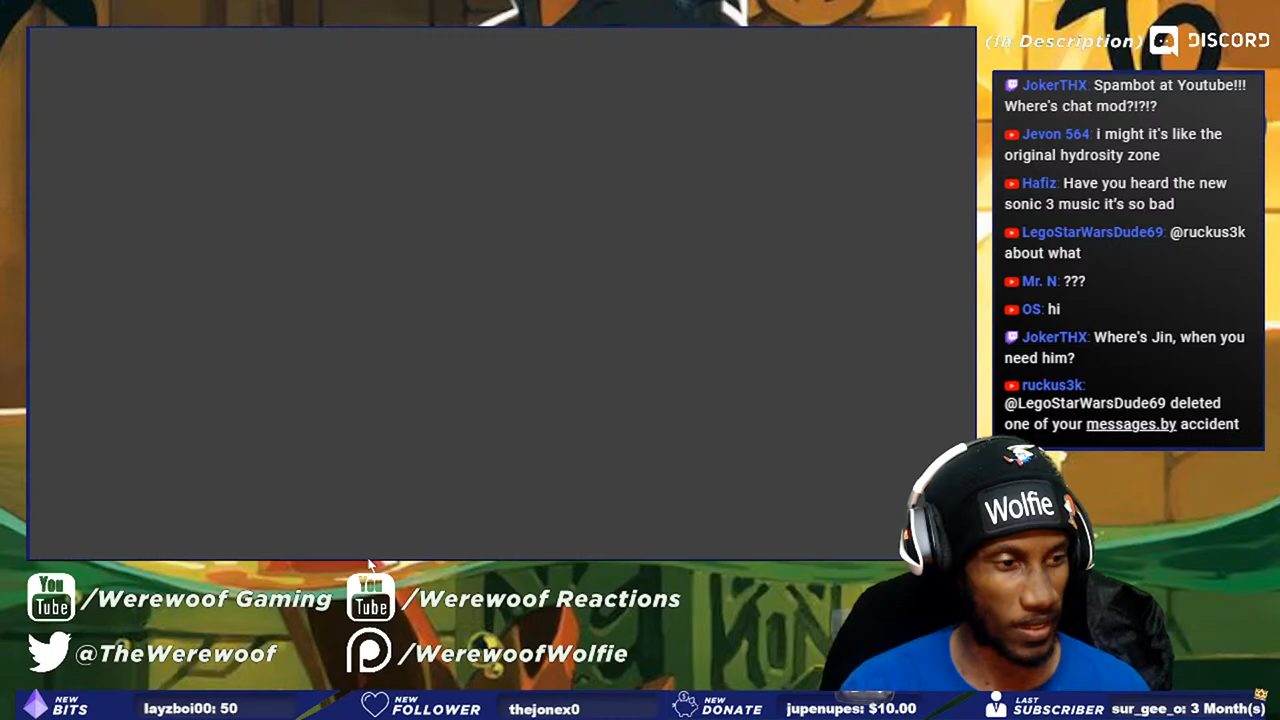 (In Description) DISCORD
JokerTHX: Spambot at Youtube!!!
Where's chat mod?!?!?
Jevon 564: i might it's like the
original hydrosity zone
Hafiz: Have you heard the new
sonic 3 music it's so bad
LegoStarWarsDude69: @ruckus3k
about what
Mr. N: ???
OS: hi
JokerTHX: Where's Jin, when you
need him?
ruckus3k:
@LegoStarWarsDude69 deleted
one of your messages.by accident
Wolfie
You Tube /Werewoof Gaming
You Tube /Werewoof Reactions
@TheWerewoof
/WerewoofWolfie
NEW BITS layzboi00: 50
NEW FOLLOWER thejonex0
NEW DONATE jupenupes: $10.00
LAST SUBSCRIBER sur_gee_o: 3 Month(s)